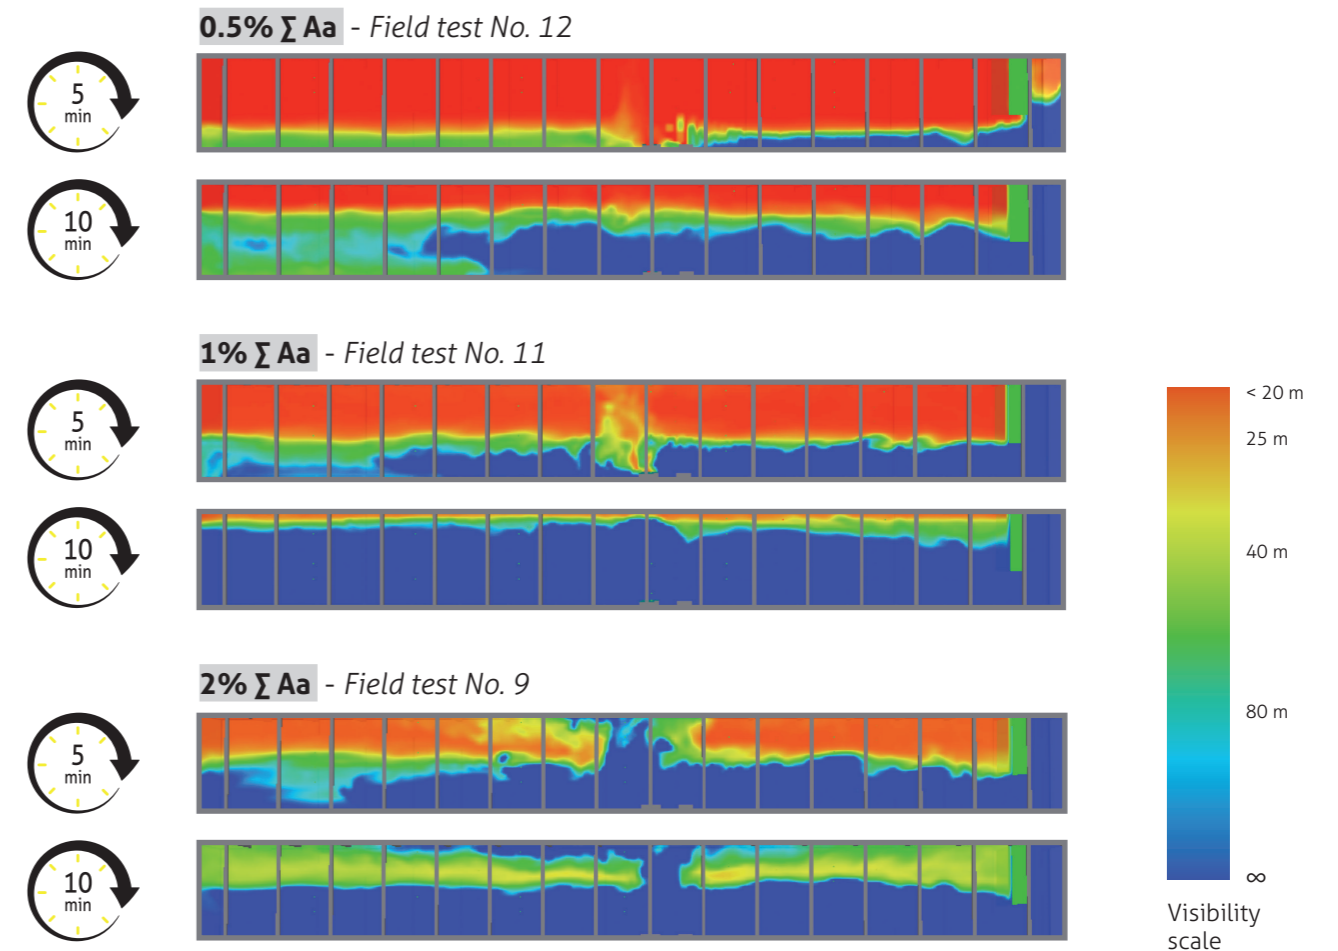 0.5% ∑ Aa - Field test No. 12
5
min
10
min
1% ∑ Aa - Field test No. 11
5
min
10
min
2% ∑ Aa - Field test No. 9
5
min
10
min
< 20 m
25 m
40 m
80 m
∞
Visibility
scale